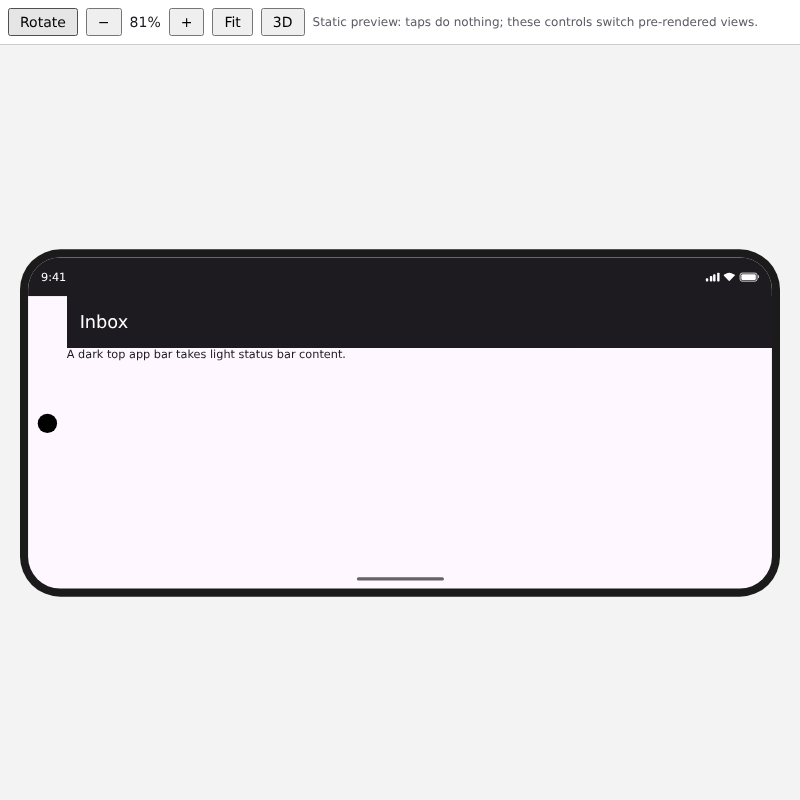 Rotate − 81% + Fit 3D Static preview: taps do nothing; these controls switch pre-rendered views.
9:41
Inbox
A dark top app bar takes light status bar content.